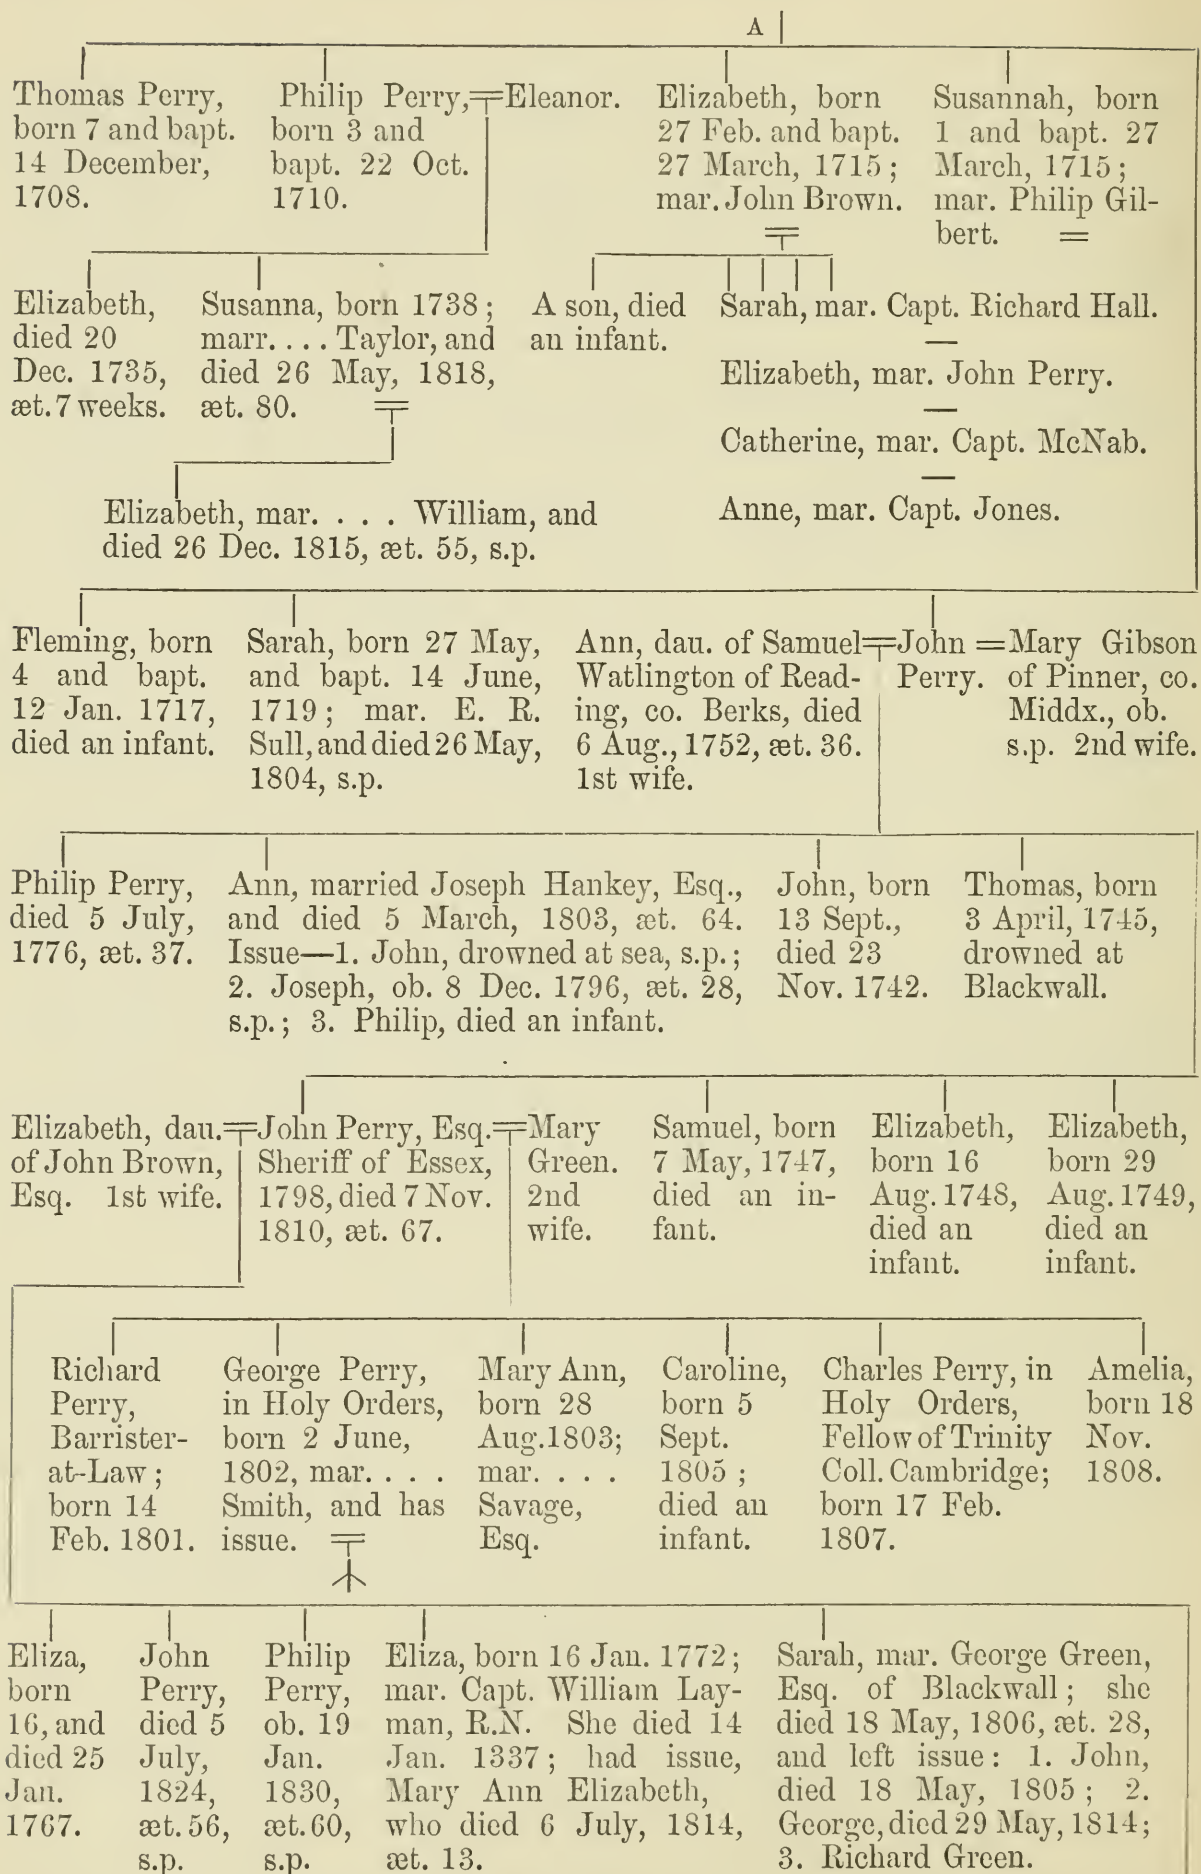 A
Thomas Perry,
born 7 and bapt.
14 December,
1708.
Philip Perry,
born 3 and
bapt. 22 Oct.
1710.
Eleanor.
Elizabeth, born
27 Feb. and bapt.
27 March, 1715;
mar. John Brown.
Susannah, born
1 and bapt. 27
March, 1715;
mar. Philip Gil-
bert. =
Elizabeth,
died 20
Dec. 1735,
æt. 7 weeks.
Susanna, born 1738;
marr. . . . Taylor, and
died 26 May, 1818,
æt. 80.
A son, died
an infant.
Sarah, mar. Capt. Richard Hall.
—
Elizabeth, mar. John Perry.
—
Catherine, mar. Capt. McNab.
—
Anne, mar. Capt. Jones.
Elizabeth, mar. . . . William, and
died 26 Dec. 1815, æt. 55, s.p.
Fleming, born
4 and bapt.
12 Jan. 1717,
died an infant.
Sarah, born 27 May,
and bapt. 14 June,
1719; mar. E. R.
Sull, and died 26 May,
1804, s.p.
Ann, dau. of Samuel
Watlington of Read-
ing, co. Berks, died
6 Aug., 1752, æt. 36.
1st wife.
John =
Perry.
Mary Gibson
of Pinner, co.
Middx., ob.
s.p. 2nd wife.
Philip Perry,
died 5 July,
1776, æt. 37.
Ann, married Joseph Hankey, Esq.,
and died 5 March, 1803, æt. 64.
Issue—1. John, drowned at sea, s.p.;
2. Joseph, ob. 8 Dec. 1796, æt. 28,
s.p.; 3. Philip, died an infant.
John, born
13 Sept.,
died 23
Nov. 1742.
Thomas, born
3 April, 1745,
drowned at
Blackwall.
Elizabeth, dau.
of John Brown,
Esq. 1st wife.
John Perry, Esq.
Sheriff of Essex,
1798, died 7 Nov.
1810, æt. 67.
Mary
Green.
2nd
wife.
Samuel, born
7 May, 1747,
died an in-
fant.
Elizabeth,
born 16
Aug. 1748,
died an
infant.
Elizabeth,
born 29
Aug. 1749,
died an
infant.
Richard
Perry,
Barrister-
at-Law;
born 14
Feb. 1801.
George Perry,
in Holy Orders,
born 2 June,
1802, mar. . . .
Smith, and has
issue.
Mary Ann,
born 28
Aug. 1803;
mar. . . .
Savage,
Esq.
Caroline,
born 5
Sept.
1805;
died an
infant.
Charles Perry, in
Holy Orders,
Fellow of Trinity
Coll. Cambridge;
born 17 Feb.
1807.
Amelia,
born 18
Nov.
1808.
Eliza,
born
16, and
died 25
Jan.
1767.
John
Perry,
died 5
July,
1824,
æt. 56,
s.p.
Philip
Perry,
ob. 19
Jan.
1830,
æt. 60,
s.p.
Eliza, born 16 Jan. 1772;
mar. Capt. William Lay-
man, R.N. She died 14
Jan. 1337; had issue,
Mary Ann Elizabeth,
who died 6 July, 1814,
æt. 13.
Sarah, mar. George Green,
Esq. of Blackwall; she
died 18 May, 1806, æt. 28,
and left issue: 1. John,
died 18 May, 1805; 2.
George, died 29 May, 1814;
3. Richard Green.